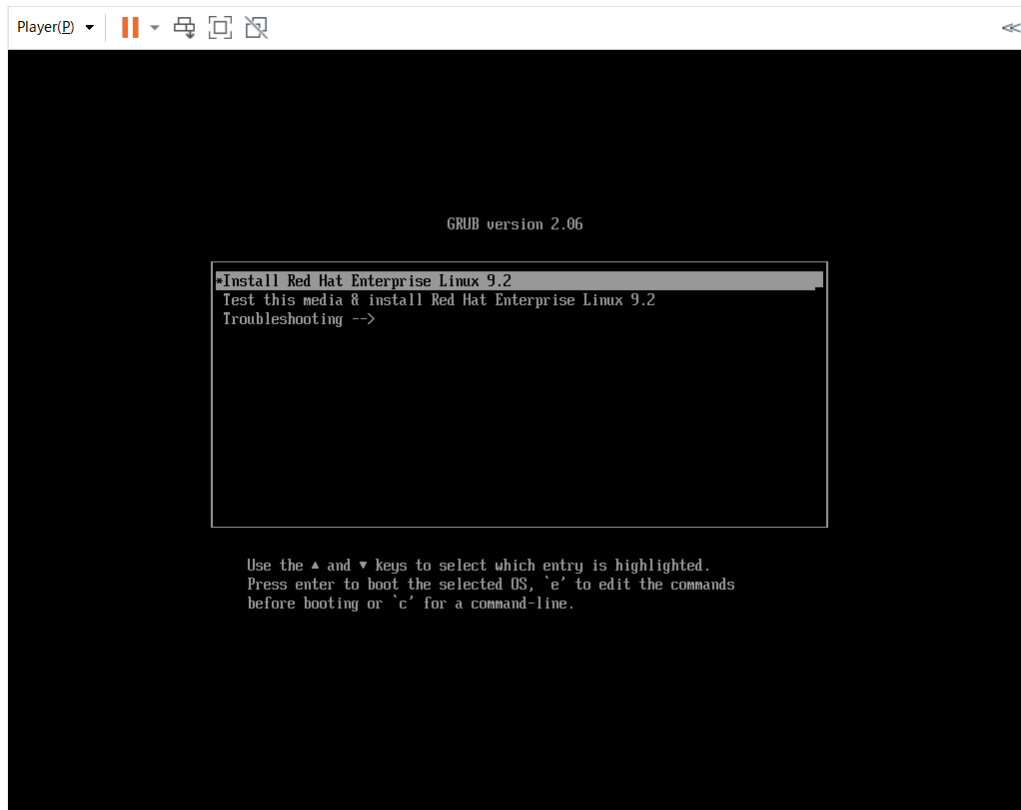 Player(P)
GRUB version 2.06
*Install Red Hat Enterprise Linux 9.2
Test this media & install Red Hat Enterprise Linux 9.2
Troubleshooting -->
Use the ▲ and ▼ keys to select which entry is highlighted.
Press enter to boot the selected OS, `e' to edit the commands
before booting or `c' for a command-line.